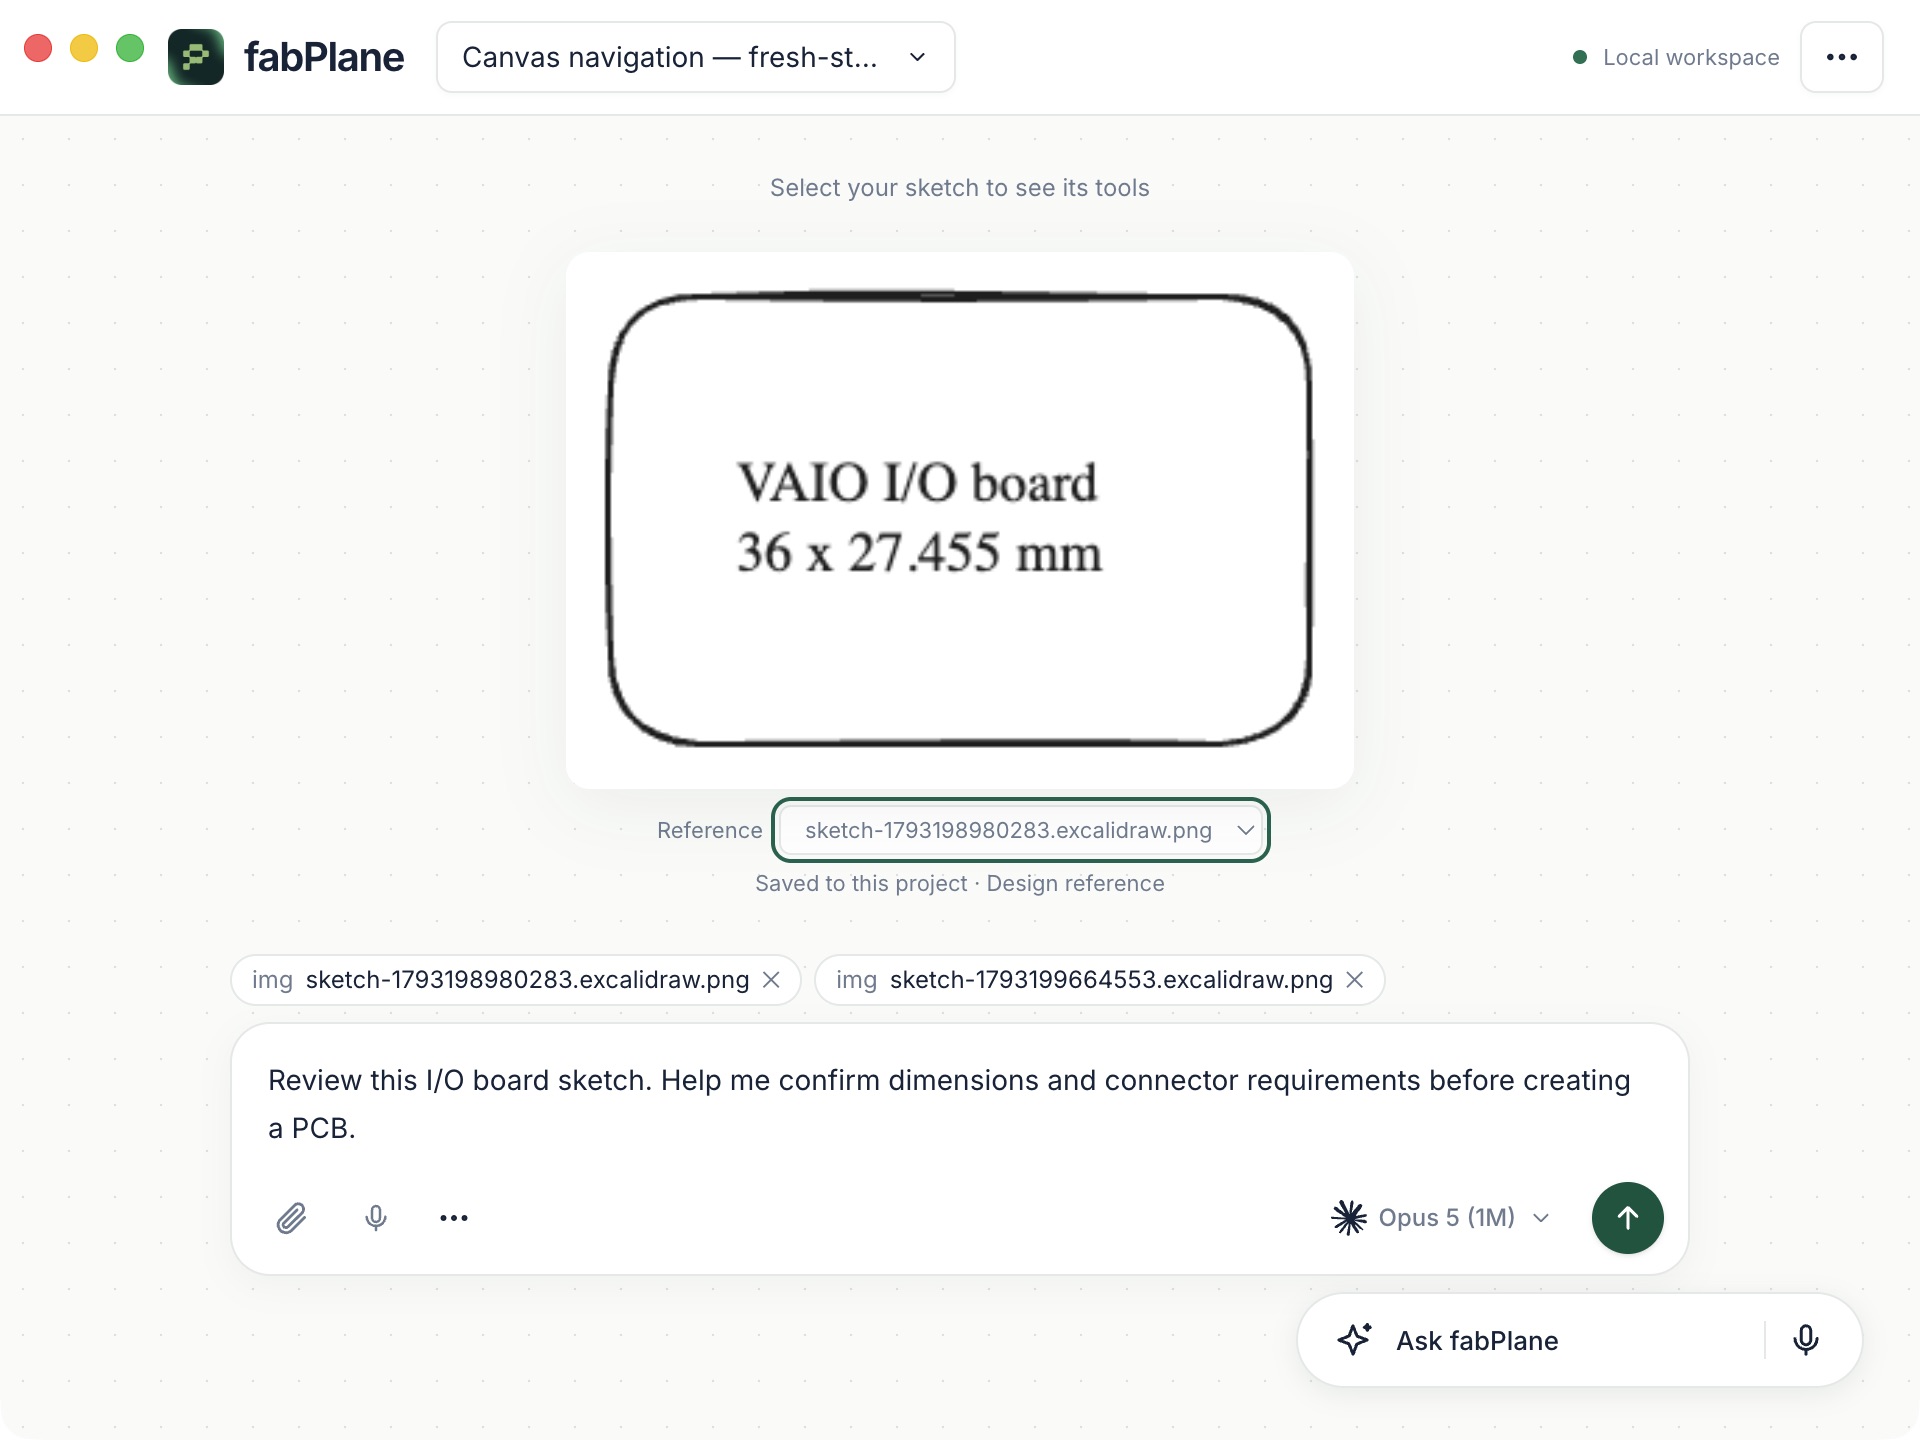 fabPlane
Canvas navigation — fresh-st...
Local workspace
Select your sketch to see its tools
VAIO I/O board
36 x 27.455 mm
Reference
sketch-1793198980283.excalidraw.png
Saved to this project · Design reference
img sketch-1793198980283.excalidraw.png
img sketch-1793199664553.excalidraw.png
Review this I/O board sketch. Help me confirm dimensions and connector requirements before creating
a PCB.
Opus 5 (1M)
Ask fabPlane